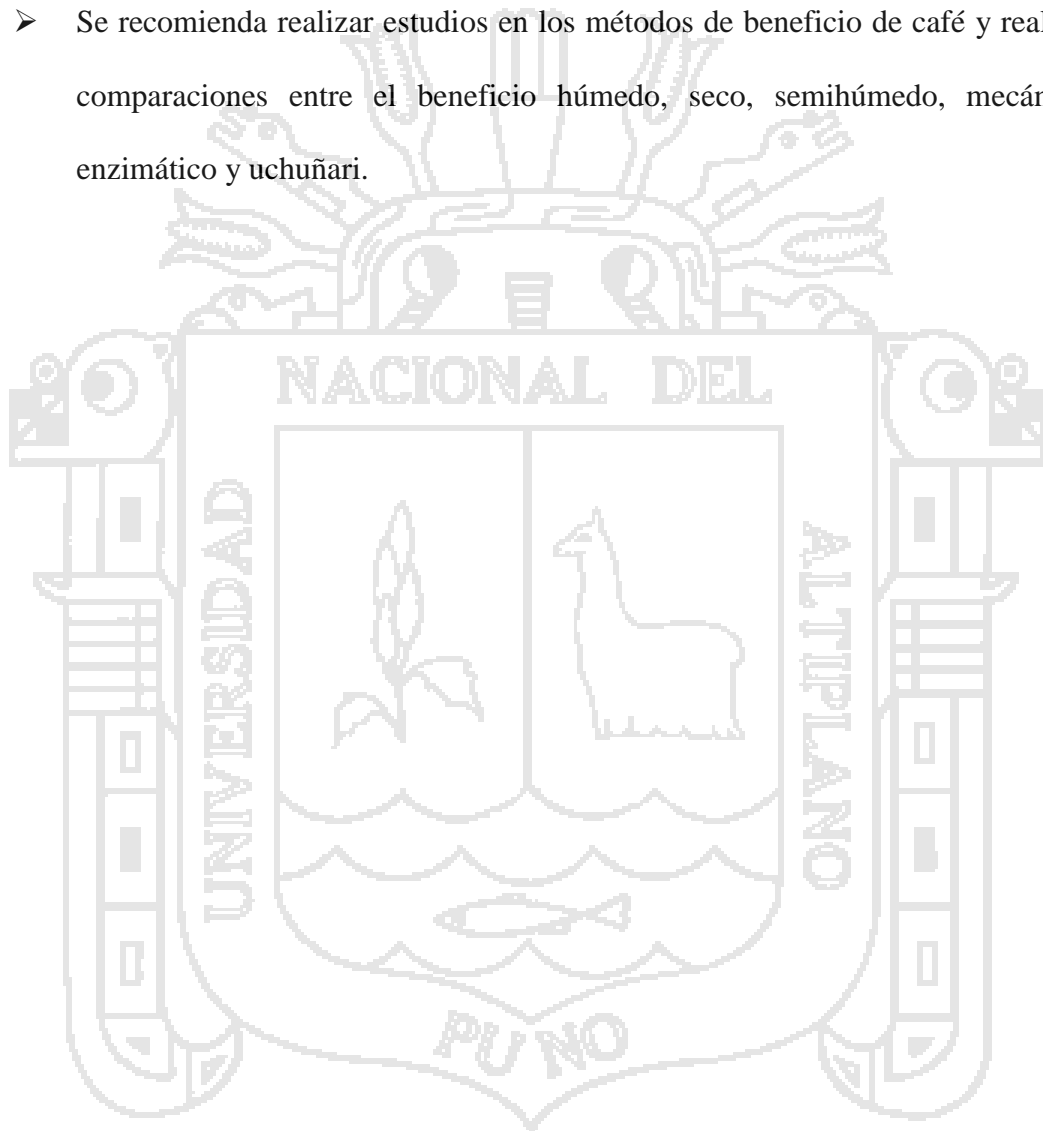 ➢ Se recomienda realizar estudios en los métodos de beneficio de café y real
comparaciones entre el beneficio húmedo, seco, semihúmedo, mecán
enzimático y uchuñari.
NACIONAL DEL
UNIVERSIDAD
ALTIPLANO
PUNO